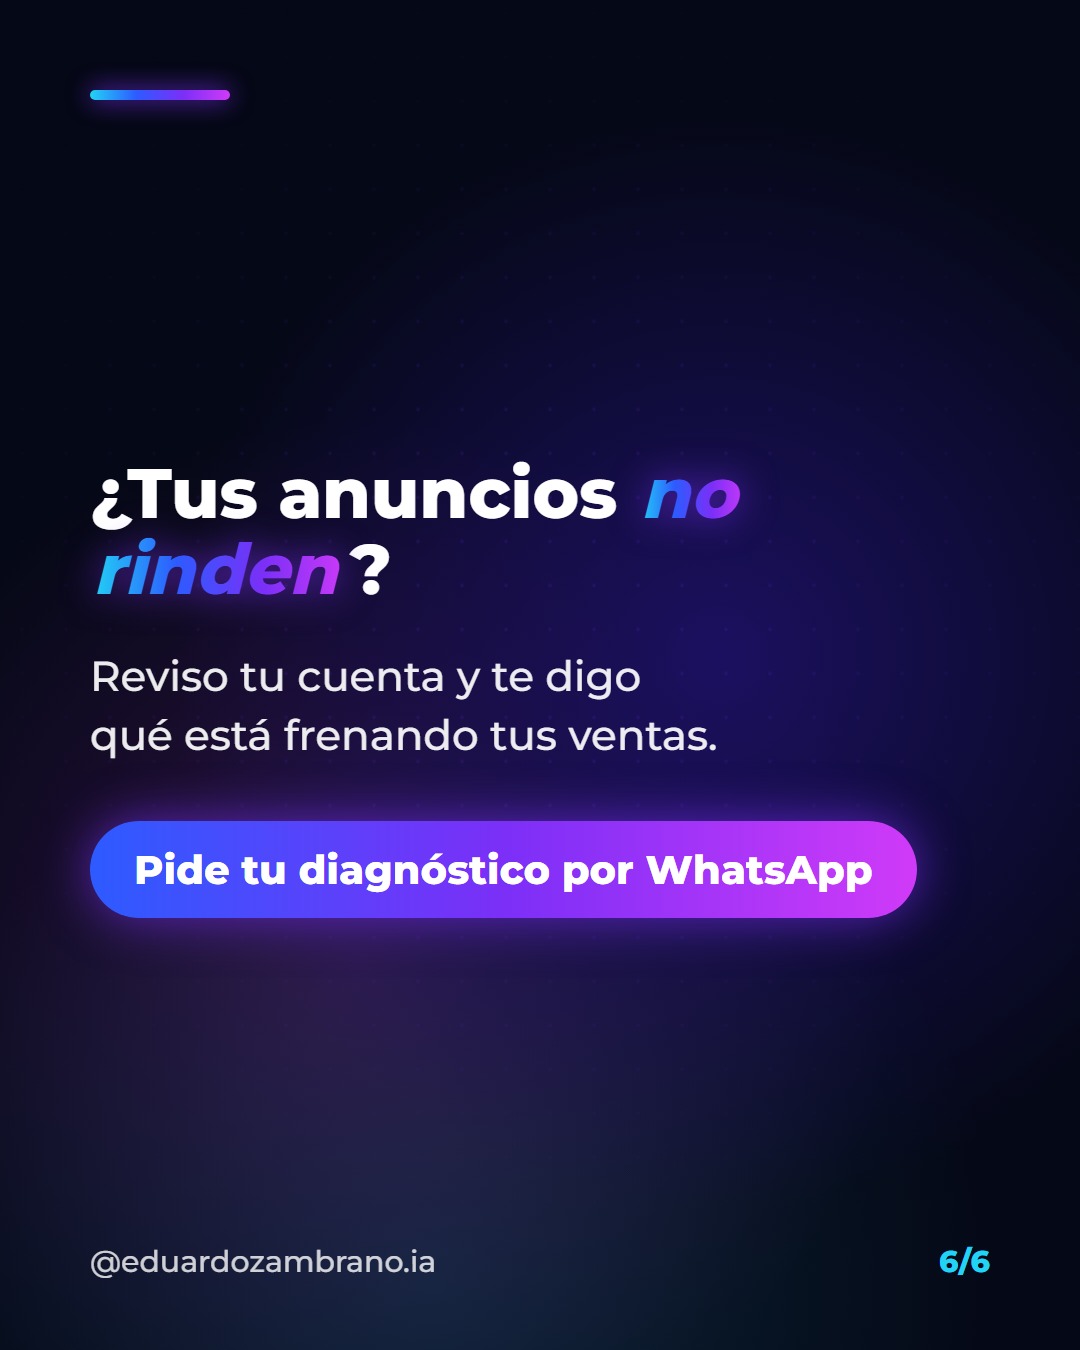 ¿Tus anuncios no
rinden?
Reviso tu cuenta y te digo
qué está frenando tus ventas.
Pide tu diagnóstico por WhatsApp
@eduardozambrano.ia
6/6